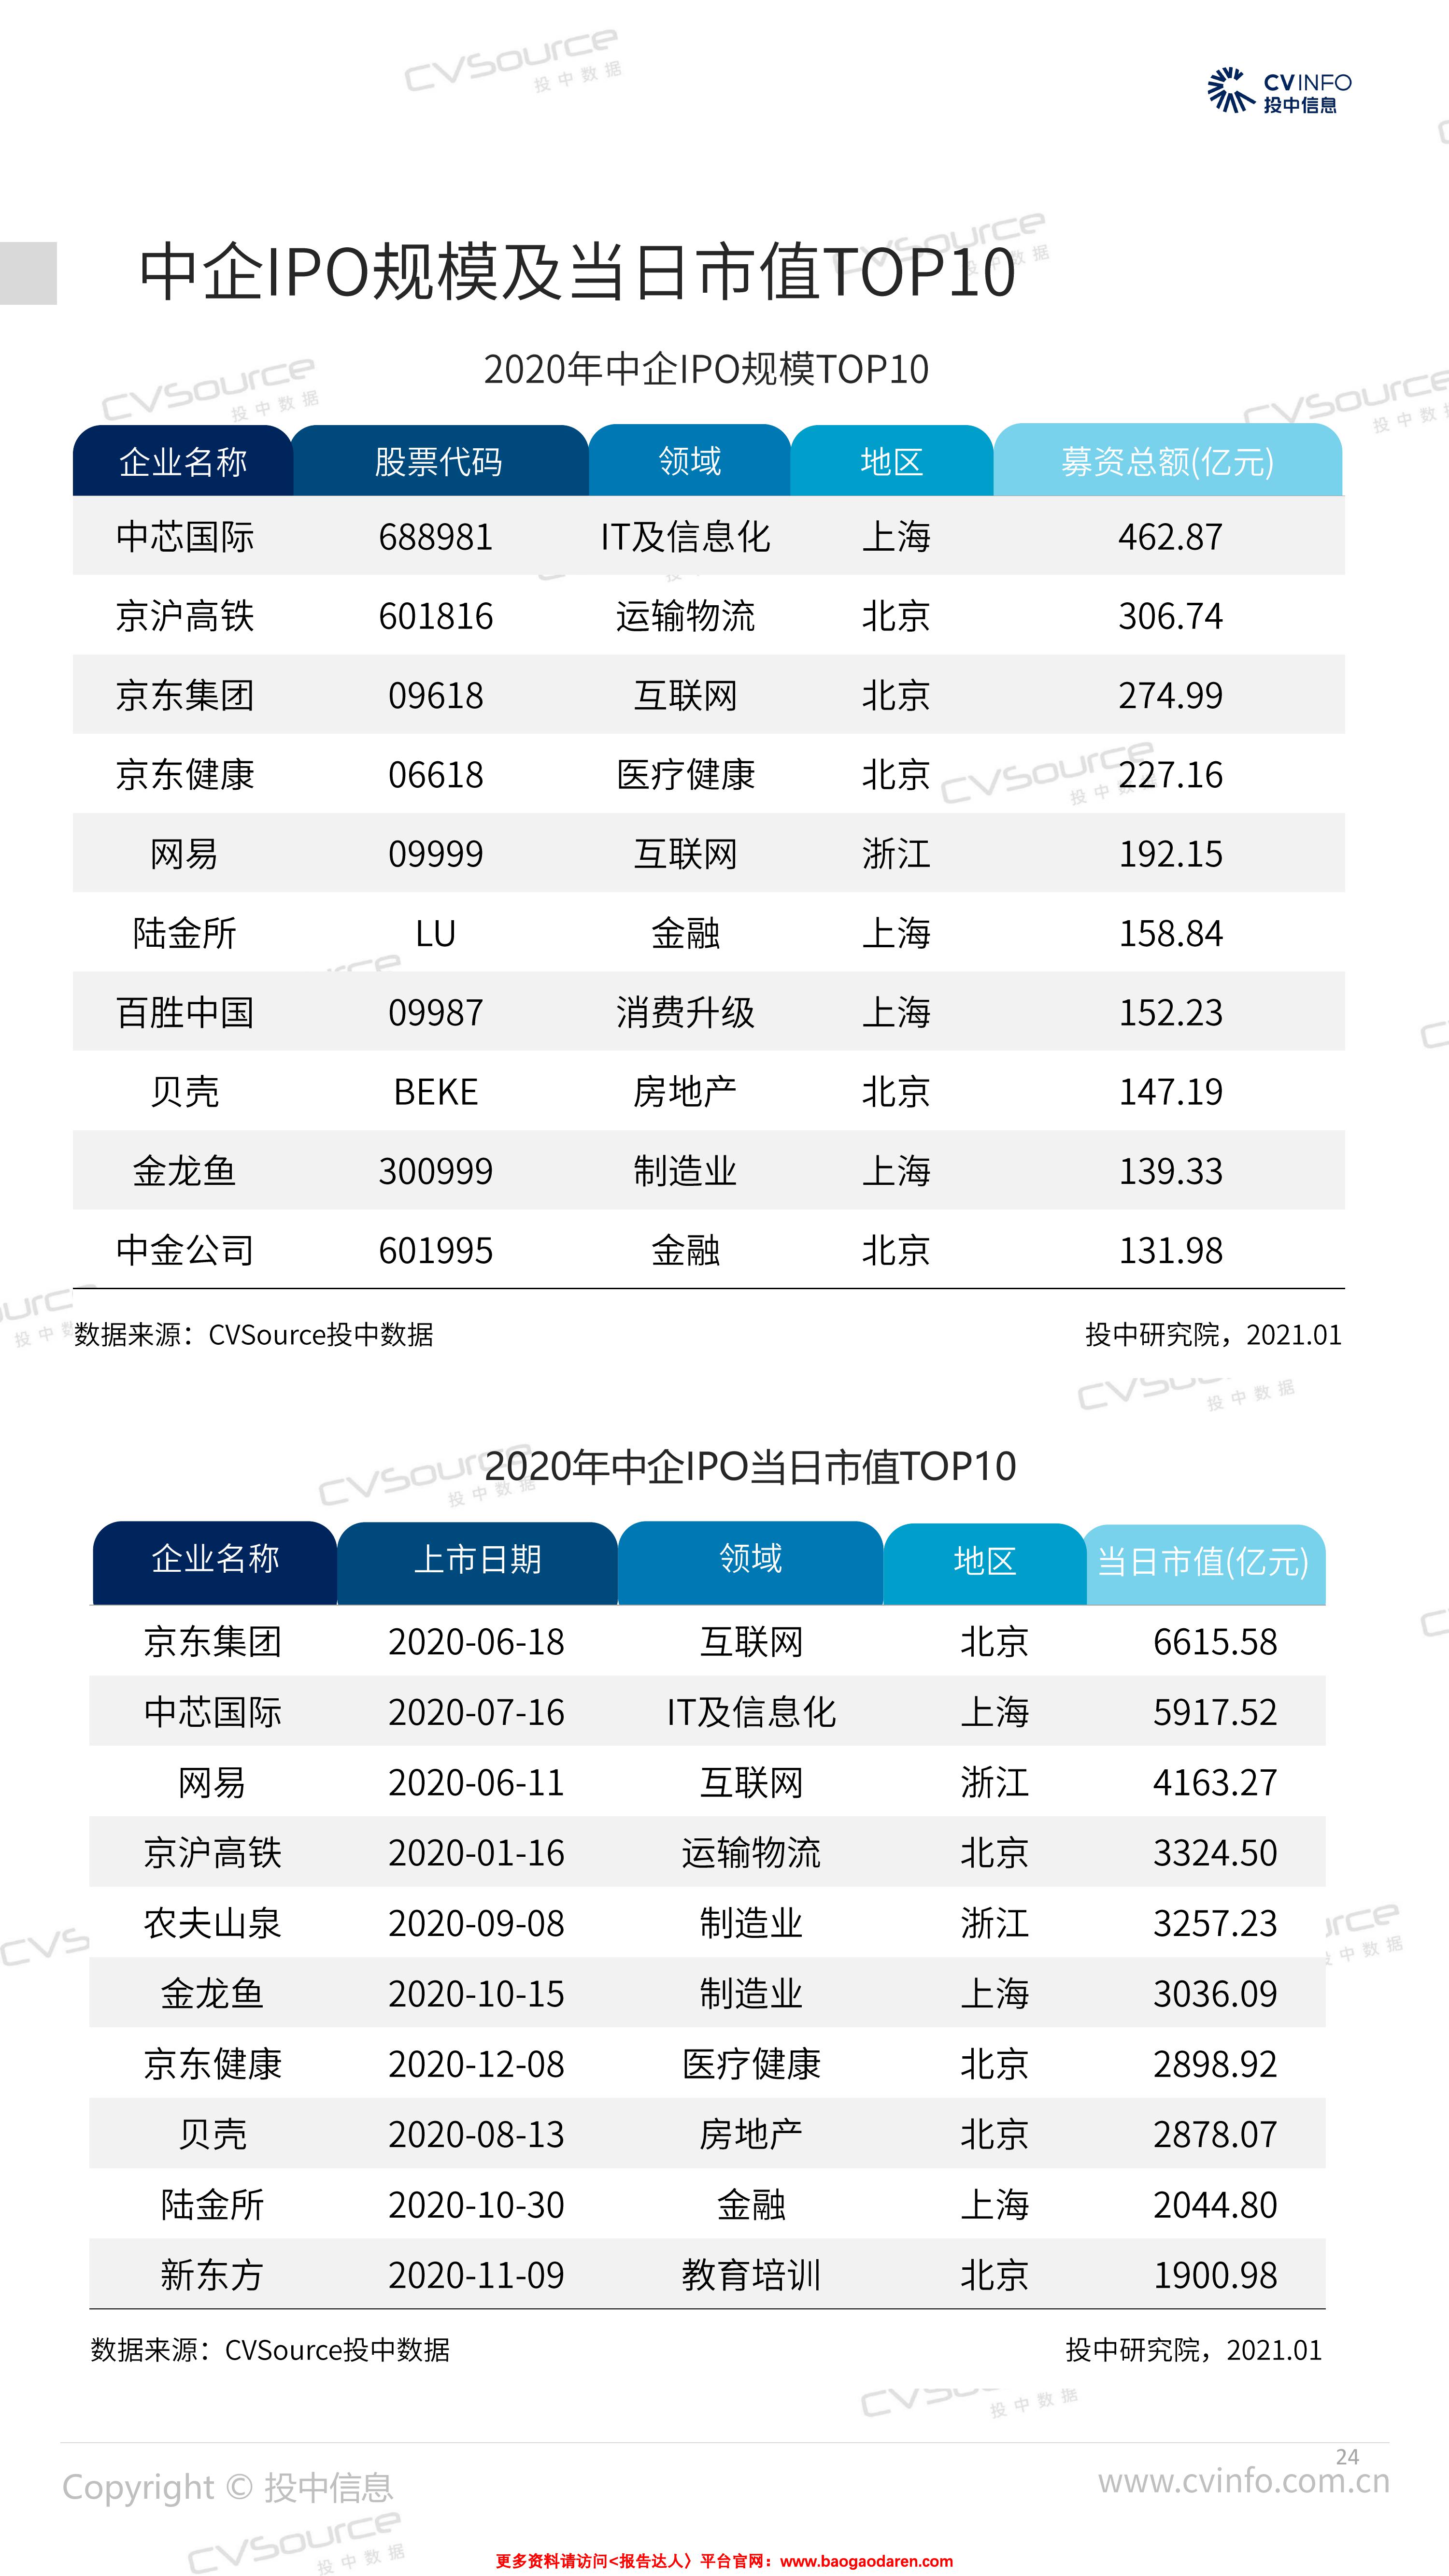 CVSource
投中数据
CVINFO
投中信息
中企IPO规模及当日市值TOP10
2020年中企IPO规模TOP10
企业名称 股票代码 领域 地区 募资总额(亿元)
中芯国际 688981 IT及信息化 上海 462.87
京沪高铁 601816 运输物流 北京 306.74
京东集团 09618 互联网 北京 274.99
京东健康 06618 医疗健康 北京 227.16
网易 09999 互联网 浙江 192.15
陆金所 LU 金融 上海 158.84
百胜中国 09987 消费升级 上海 152.23
贝壳 BEKE 房地产 北京 147.19
金龙鱼 300999 制造业 上海 139.33
中金公司 601995 金融 北京 131.98
数据来源：CVSource投中数据 投中研究院，2021.01
2020年中企IPO当日市值TOP10
企业名称 上市日期 领域 地区 当日市值(亿元)
京东集团 2020-06-18 互联网 北京 6615.58
中芯国际 2020-07-16 IT及信息化 上海 5917.52
网易 2020-06-11 互联网 浙江 4163.27
京沪高铁 2020-01-16 运输物流 北京 3324.50
农夫山泉 2020-09-08 制造业 浙江 3257.23
金龙鱼 2020-10-15 制造业 上海 3036.09
京东健康 2020-12-08 医疗健康 北京 2898.92
贝壳 2020-08-13 房地产 北京 2878.07
陆金所 2020-10-30 金融 上海 2044.80
新东方 2020-11-09 教育培训 北京 1900.98
数据来源：CVSource投中数据 投中研究院，2021.01
24
Copyright © 投中信息 www.cvinfo.com.cn
CVSource
投中数据
更多资料请访问<报告达人〉平台官网：www.baogaodaren.com